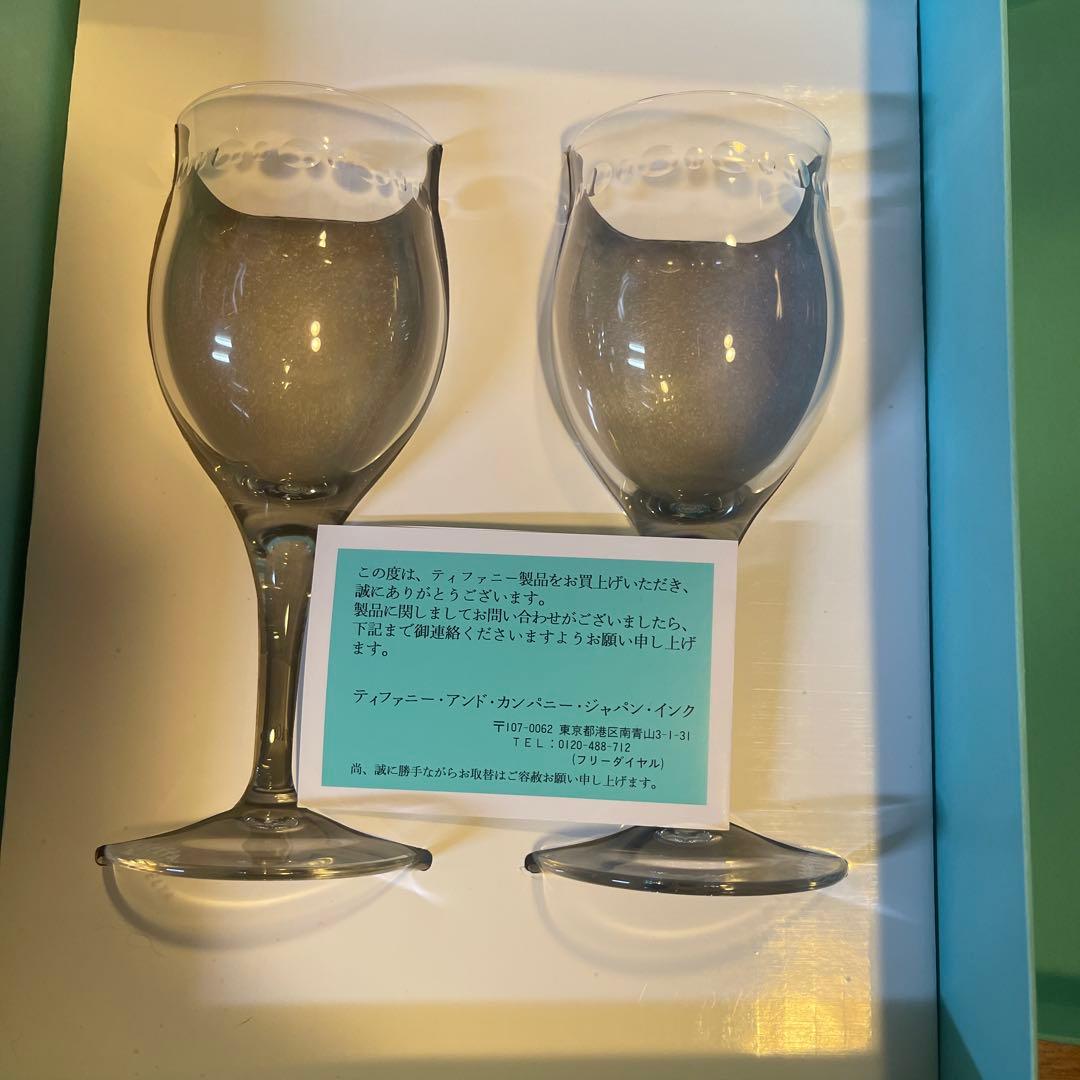 この度は、ティファニー製品をお買上げいただき、
誠にありがとうございます。
製品に関しましてお問い合わせがございましたら、
下記まで御連絡くださいますようお願い申し上げ
ます。
ティファニー・アンド・カンパニー・ジャパン・インク
〒107-0062 東京都港区南青山3-1-31
TEL：0120-488-712
(フリーダイヤル)
尚、誠に勝手ながらお取替はご容赦お願い申し上げます。